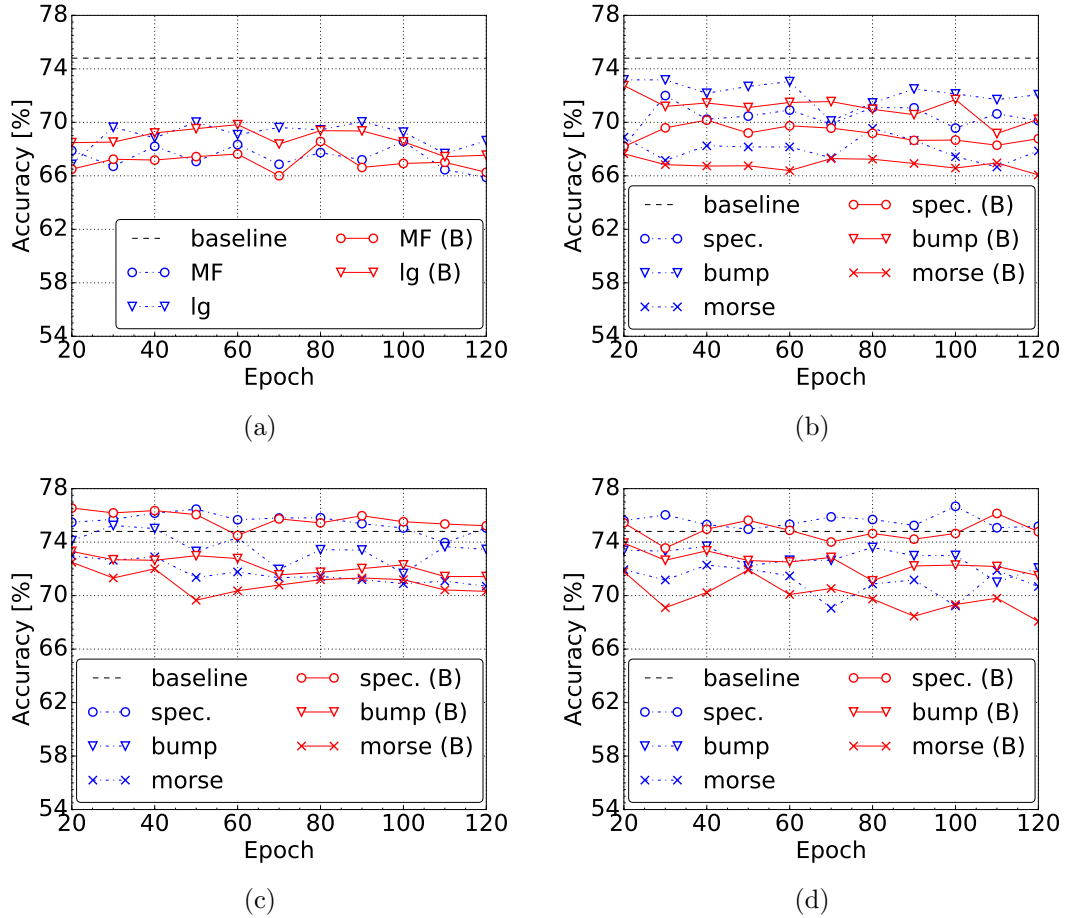 78
74
70
66
62
58
54
Accuracy [%]
baseline
MF
lg
MF (B)
lg (B)
20 40 60 80 100 120
Epoch
(a)
78
74
70
66
62
58
54
Accuracy [%]
baseline
spec.
bump
morse
spec. (B)
bump (B)
morse (B)
20 40 60 80 100 120
Epoch
(b)
78
74
70
66
62
58
54
Accuracy [%]
baseline
spec.
bump
morse
spec. (B)
bump (B)
morse (B)
20 40 60 80 100 120
Epoch
(c)
78
74
70
66
62
58
54
Accuracy [%]
baseline
spec.
bump
morse
spec. (B)
bump (B)
morse (B)
20 40 60 80 100 120
Epoch
(d)